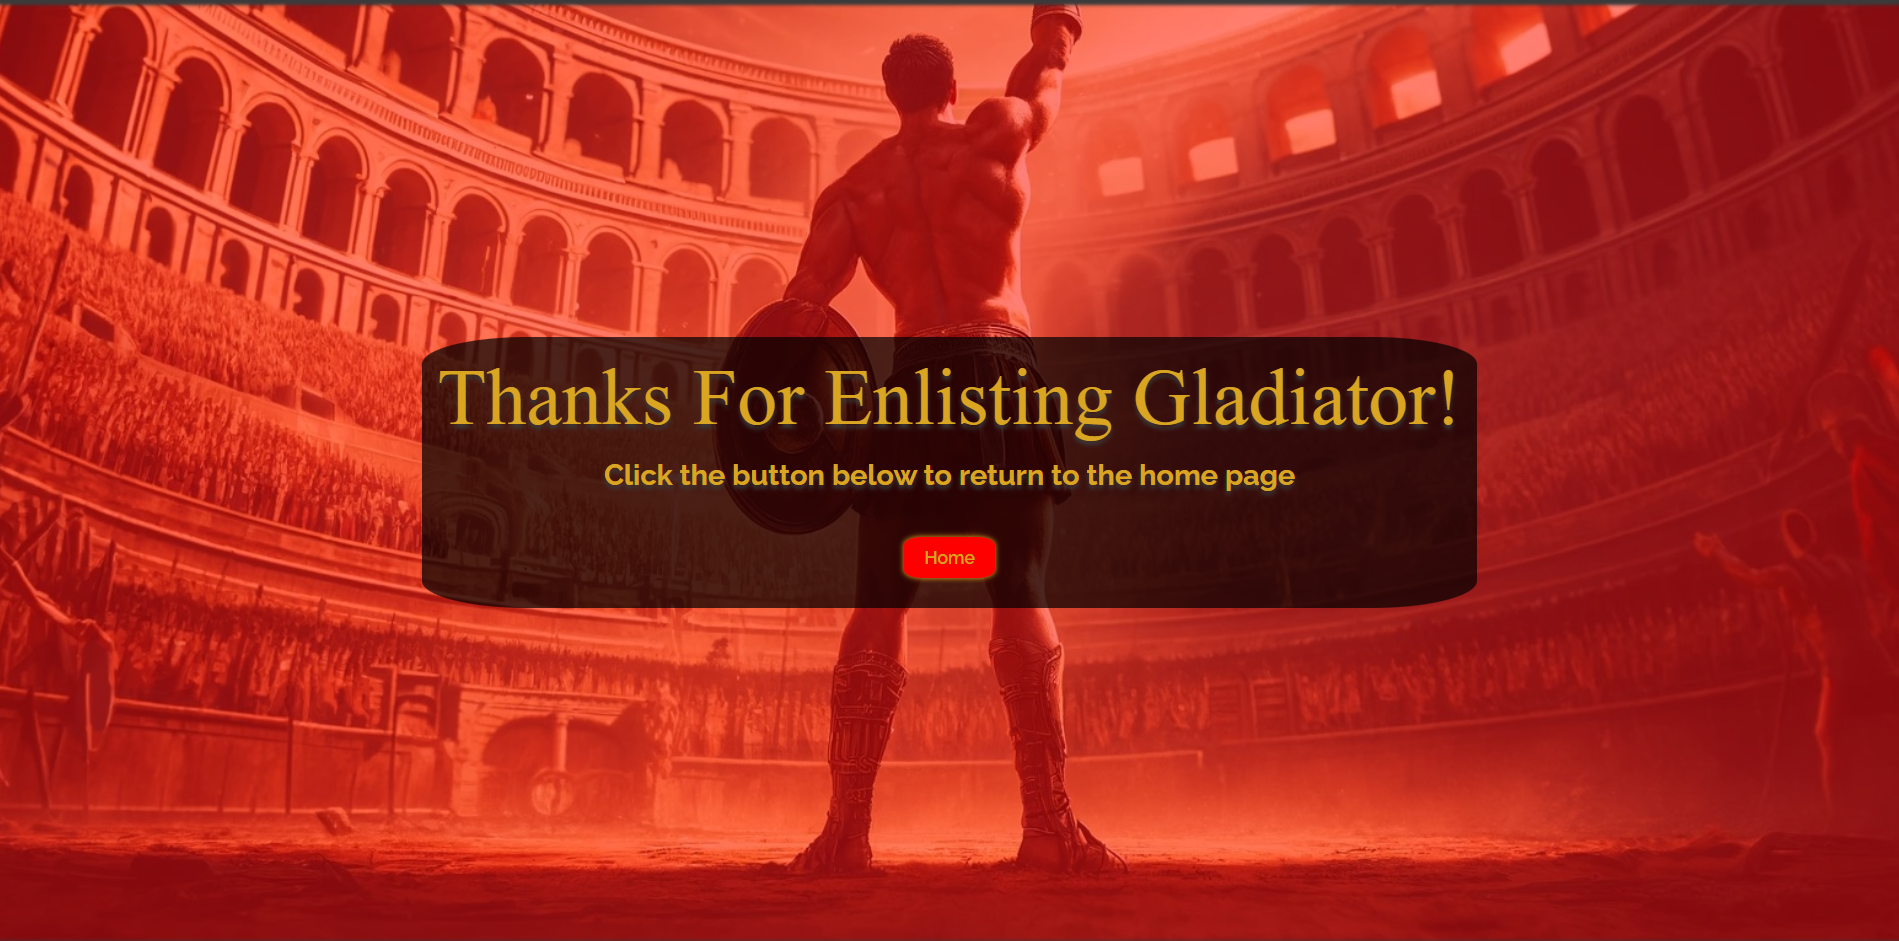 Thanks For Enlisting Gladiator!
Click the button below to return to the home page
Home